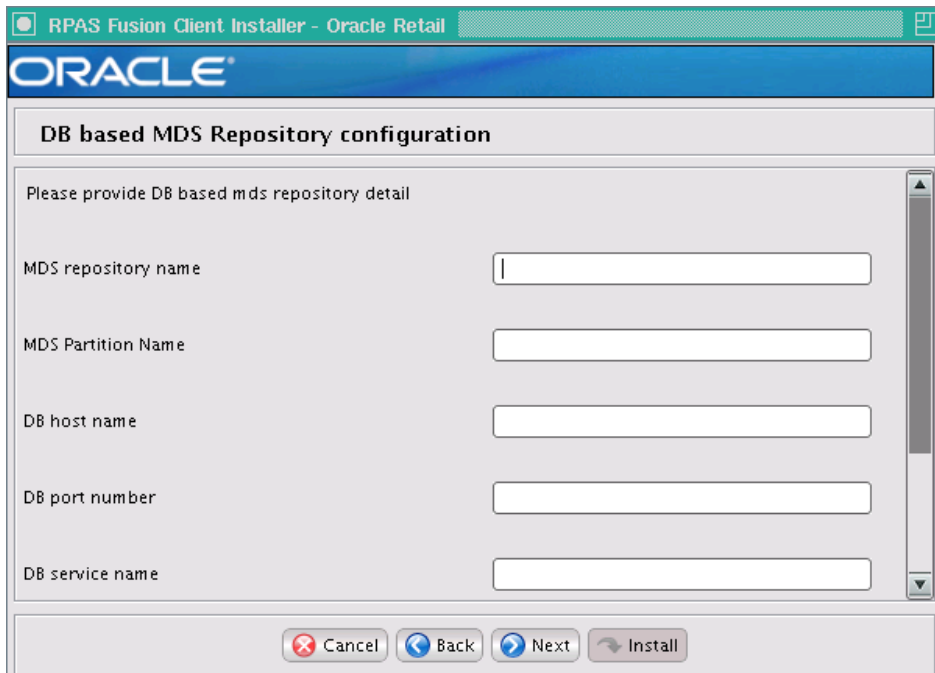 RPAS Fusion Client Installer - Oracle Retail
ORACLE
DB based MDS Repository configuration
Please provide DB based mds repository detail
MDS repository name
MDS Partition Name
DB host name
DB port number
DB service name
Cancel Back Next Install